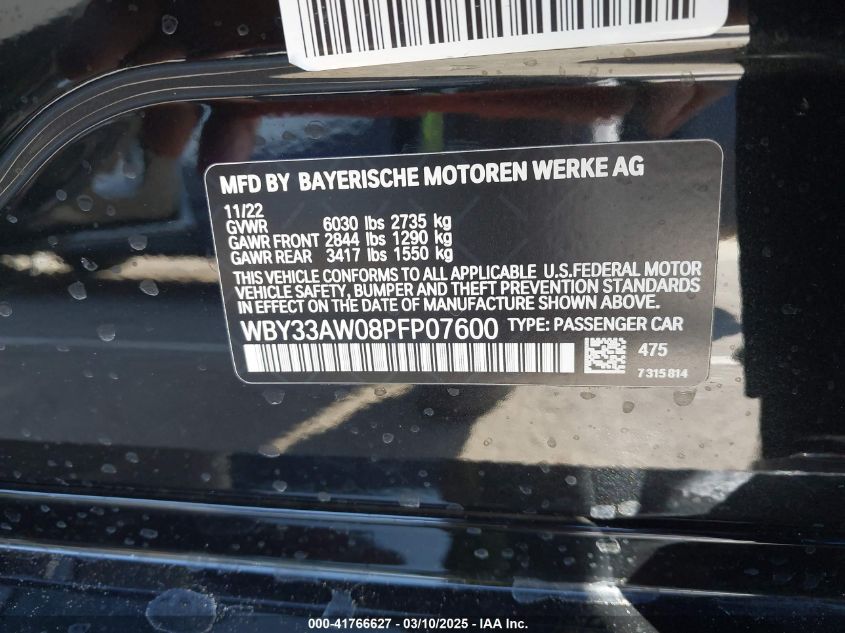 MFD BY BAYERISCHE MOTOREN WERKE AG
11/22
GVWR 6030 lbs 2735 kg
GAWR FRONT 2844 lbs 1290 kg
GAWR REAR 3417 lbs 1550 kg
THIS VEHICLE CONFORMS TO ALL APPLICABLE U.S.FEDERAL MOTOR
VEHICLE SAFETY, BUMPER AND THEFT PREVENTION STANDARDS
IN EFFECT ON THE DATE OF MANUFACTURE SHOWN ABOVE.
WBY33AW08PFP07600 TYPE: PASSENGER CAR
475
7315814
000-41766627 - 03/10/2025 - IAA Inc.